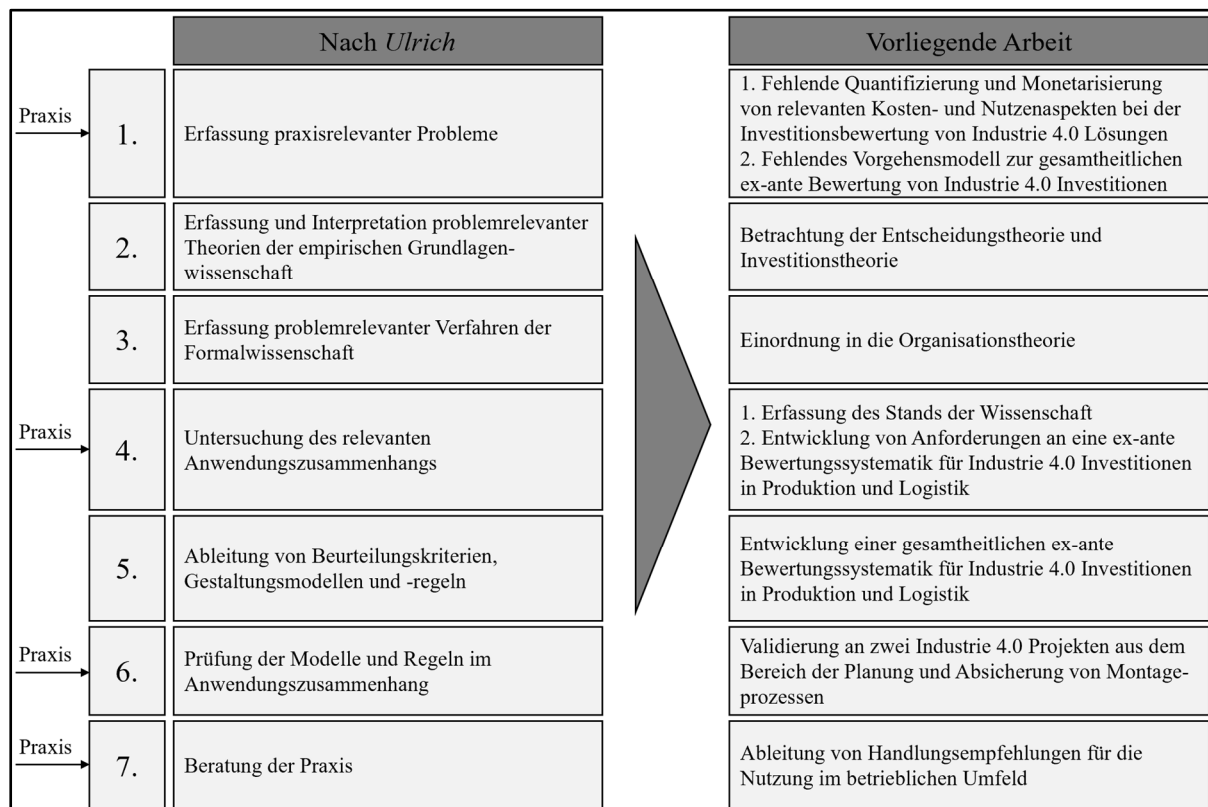 Nach Ulrich
Vorliegende Arbeit
Praxis
1.
Erfassung praxisrelevanter Probleme
1. Fehlende Quantifizierung und Monetarisierung
von relevanten Kosten- und Nutzenaspekten bei der
Investitionsbewertung von Industrie 4.0 Lösungen
2. Fehlendes Vorgehensmodell zur gesamtheitlichen
ex-ante Bewertung von Industrie 4.0 Investitionen
2.
Erfassung und Interpretation problemrelevanter
Theorien der empirischen Grundlagen-
wissenschaft
Betrachtung der Entscheidungstheorie und
Investitionstheorie
3.
Erfassung problemrelevanter Verfahren der
Formalwissenschaft
Einordnung in die Organisationstheorie
Praxis
4.
Untersuchung des relevanten
Anwendungszusammenhangs
1. Erfassung des Stands der Wissenschaft
2. Entwicklung von Anforderungen an eine ex-ante
Bewertungssystematik für Industrie 4.0 Investitionen
in Produktion und Logistik
5.
Ableitung von Beurteilungskriterien,
Gestaltungsmodellen und -regeln
Entwicklung einer gesamtheitlichen ex-ante
Bewertungssystematik für Industrie 4.0 Investitionen
in Produktion und Logistik
Praxis
6.
Prüfung der Modelle und Regeln im
Anwendungszusammenhang
Validierung an zwei Industrie 4.0 Projekten aus dem
Bereich der Planung und Absicherung von Montage-
prozessen
Praxis
7.
Beratung der Praxis
Ableitung von Handlungsempfehlungen für die
Nutzung im betrieblichen Umfeld